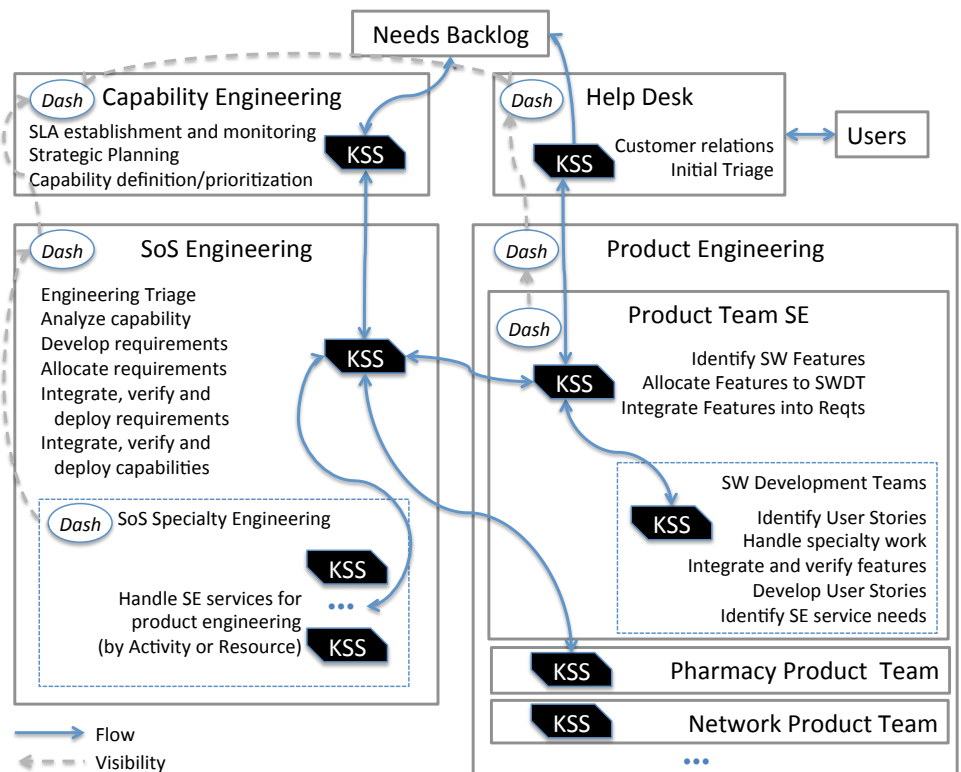 Needs Backlog
Dash
Capability Engineering
SLA establishment and monitoring
Strategic Planning
Capability definition/prioritization
KSS
Dash
Help Desk
Customer relations
Initial Triage
KSS
Users
Dash
SoS Engineering
Engineering Triage
Analyze capability
Develop requirements
Allocate requirements
Integrate, verify and
deploy requirements
Integrate, verify and
deploy capabilities
KSS
Dash
SoS Specialty Engineering
KSS
Handle SE services for
product engineering
(by Activity or Resource)
•••
KSS
Dash
Product Engineering
Dash
Product Team SE
KSS
Identify SW Features
Allocate Features to SWDT
Integrate Features into Reqts
SW Development Teams
KSS
Identify User Stories
Handle specialty work
Integrate and verify features
Develop User Stories
Identify SE service needs
KSS
Pharmacy Product Team
KSS
Network Product Team
•••
Flow
Visibility